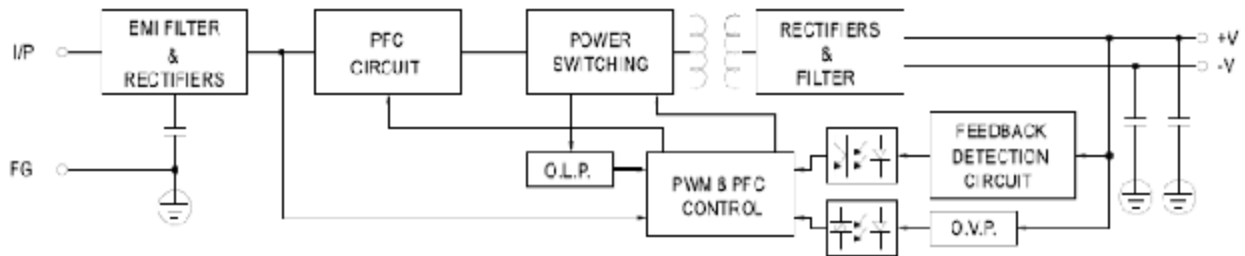 I/P
EMI FILTER
&
RECTIFIERS
PFC
CIRCUIT
POWER
SWITCHING
RECTIFIERS
&
FILTER
+V
-V
FG
O.L.P.
PWM & PFC
CONTROL
FEEDBACK
DETECTION
CIRCUIT
O.V.P.